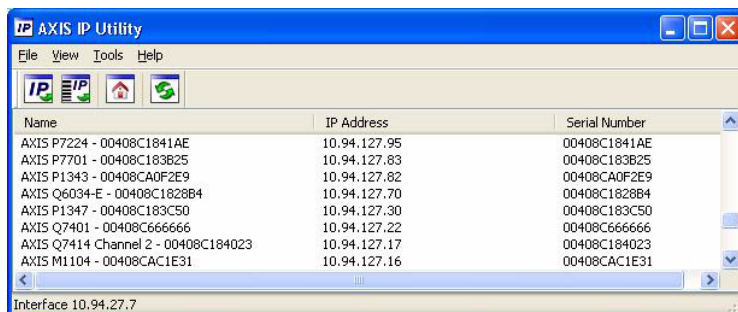 IP AXIS IP Utility
File View Tools Help
IP IP
Name IP Address Serial Number
AXIS P7224 - 00408C1841AE 10.94.127.95 00408C1841AE
AXIS P7701 - 00408C183B25 10.94.127.83 00408C183B25
AXIS P1343 - 00408CA0F2E9 10.94.127.82 00408CA0F2E9
AXIS Q6034-E - 00408C1828B4 10.94.127.70 00408C1828B4
AXIS P1347 - 00408C183C50 10.94.127.30 00408C183C50
AXIS Q7401 - 00408C666666 10.94.127.22 00408C666666
AXIS Q7414 Channel 2 - 00408C184023 10.94.127.17 00408C184023
AXIS M1104 - 00408CAC1E31 10.94.127.16 00408CAC1E31
Interface 10.94.27.7